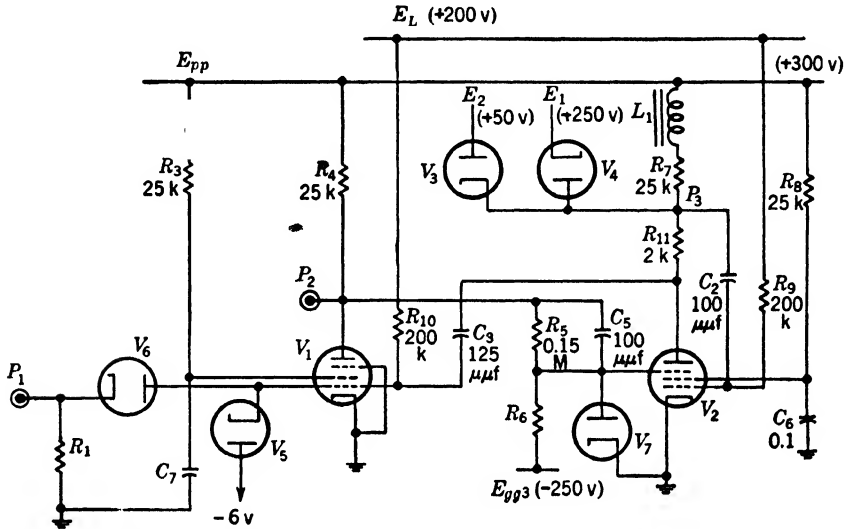 E_L (+200 v)
E_pp
(+300 v)
E_2
(+50 v)
E_1
(+250 v)
L_1
R_3
25 k
R_4
25 k
V_3
V_4
R_7
25 k
R_8
25 k
P_3
R_11
2 k
P_2
R_10
200
k
C_3
125
μμf
R_5
0.15
M
C_5
100
μμf
C_2
100
μμf
R_9
200
k
V_6
V_1
P_1
R_1
C_7
V_5
-6 v
R_6
V_7
V_2
C_6
0.1
E_gg3 (-250 v)